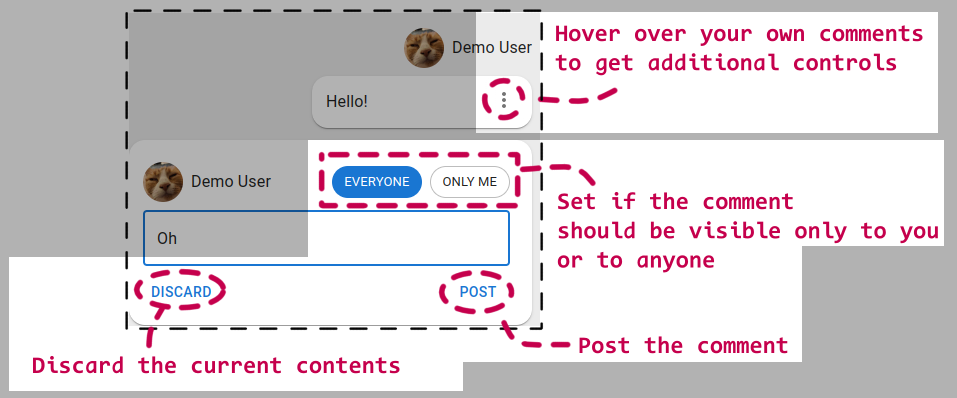 Hover over your own comments
to get additional controls
Demo User
Hello!
Demo User
EVERYONE
ONLY ME
Set if the comment
should be visible only to you
or to anyone
Oh
DISCARD
POST
Post the comment
Discard the current contents